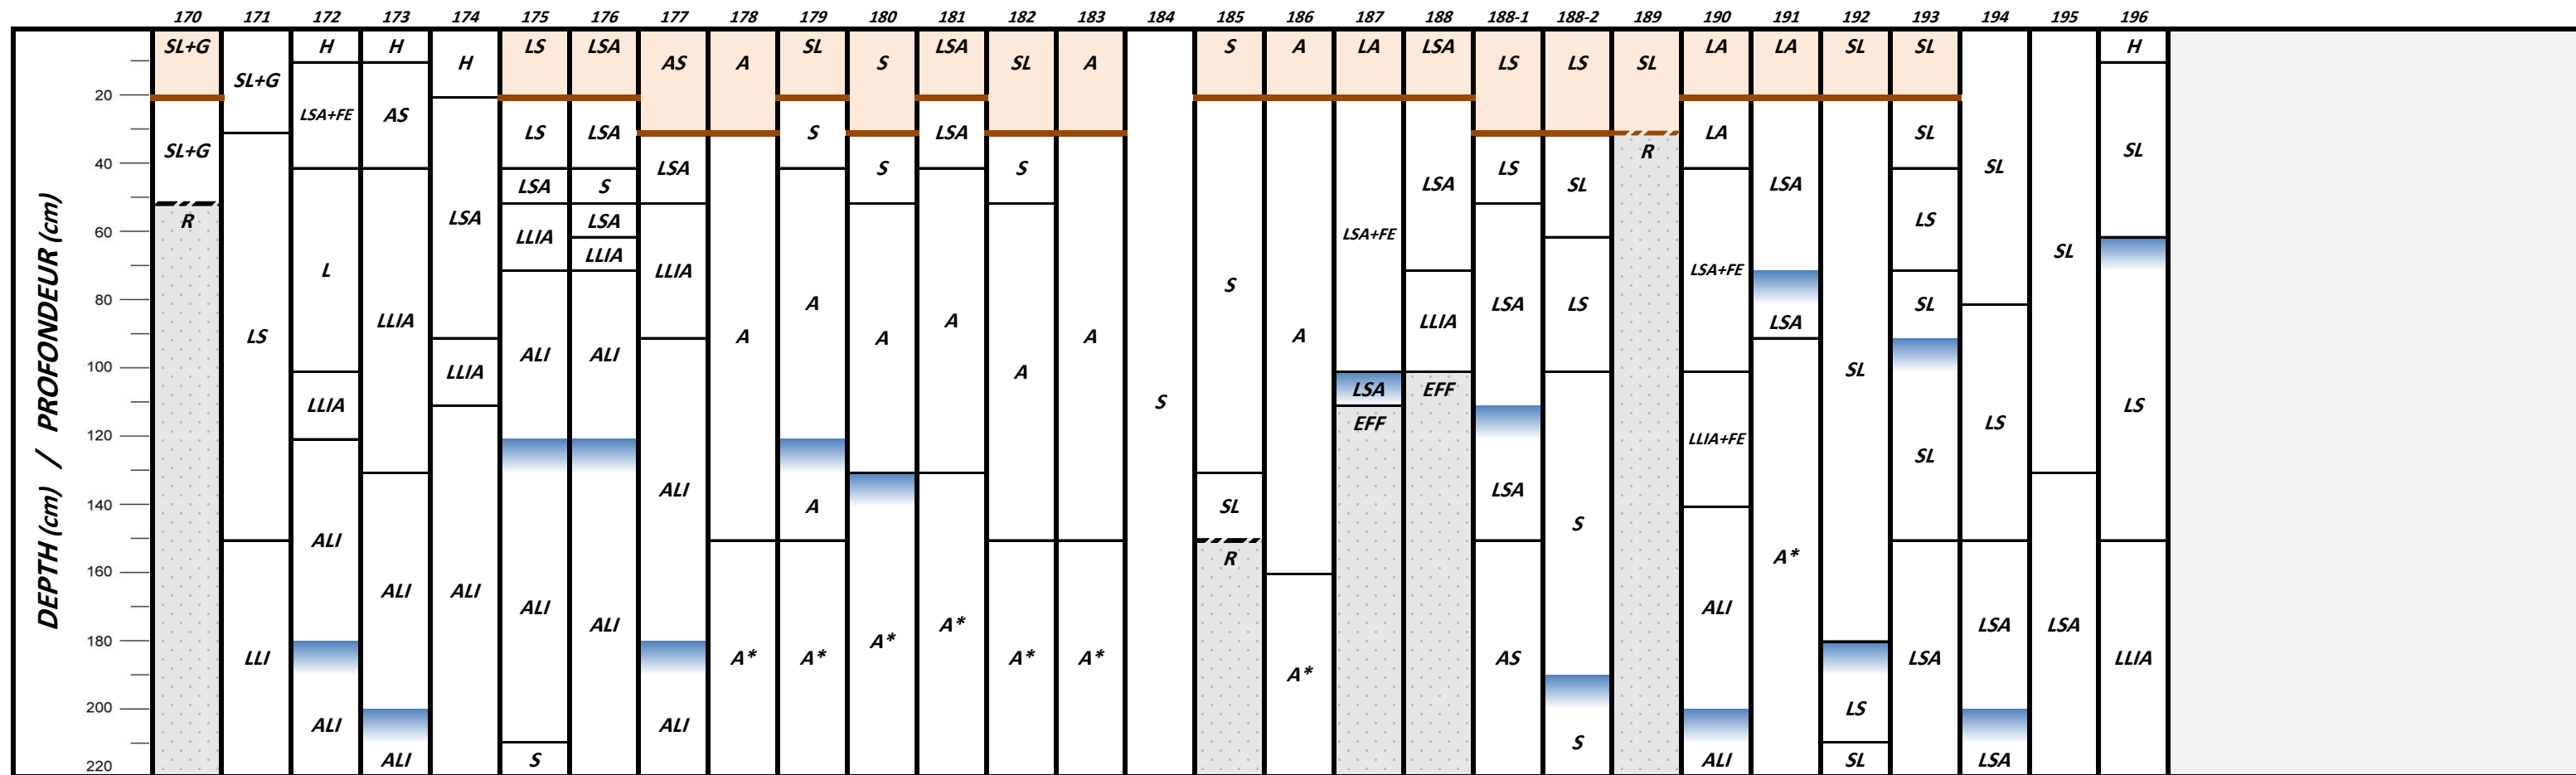 170 171 172 173 174 175 176 177 178 179 180 181 182 183 184 185 186 187 188 188-1 188-2 189 190 191 192 193 194 195 196
SL+G H H LS LSA SL LSA S A LA LSA LA LA SL SL H
H AS A S SL A LS LS SL
SL+G
20
LSA+FE AS
LS LSA S LSA LA SL
SL+G R SL
40 LSA S S LS SL
LSA S LSA SL LSA
LSA LSA LS
R
60 LLIA LSA+FE
LLIA SL
L LLIA LSA+FE
S
80 A LSA LS SL
LLIA A LLIA LSA
LS A A A A
ALI ALI
100 LLIA A SL
LSA EFF
LLIA S LS
EFF
120 LLIA+FE
SL
ALI LSA
140 A SL
ALI S
R A*
160
ALI ALI ALI ALI
ALI A* LSA LSA
180 A*
LLI A* A* A* A* AS LSA LLIA
A*
200 LS
ALI ALI
S
220 ALI S ALI SL LSA
DEPTH (cm) / PROFONDEUR (cm)